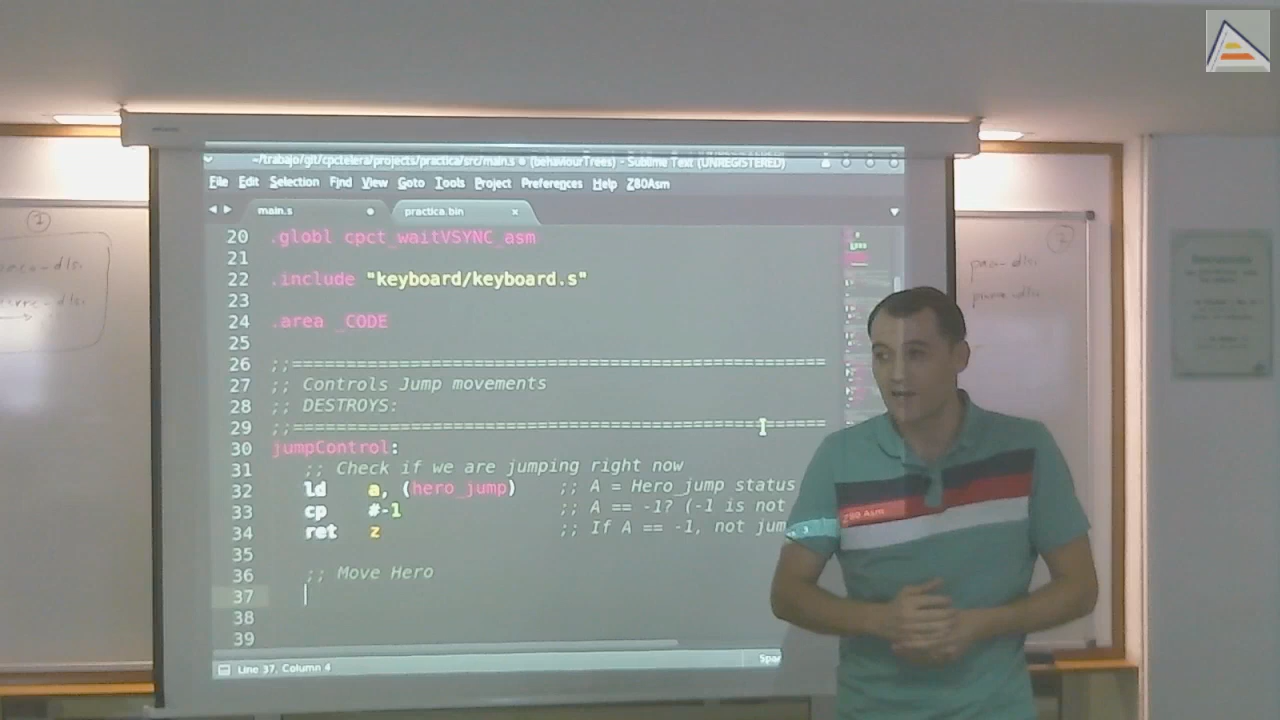 ~/trabajo/git/cpctelera/projects/practica/src/main.s • (behaviourTrees) - Sublime Text (UNREGISTERED)
File Edit Selection Find View Goto Tools Project Preferences Help Z80Asm
main.s practica.bin
20 .globl cpct_waitVSYNC_asm
21
22 .include "keyboard/keyboard.s"
23
24 .area _CODE
25
26 ;;====================================================
27 ;; Controls Jump movements
28 ;; DESTROYS:
29 ;;====================================================
30 jumpControl:
31 ;; Check if we are jumping right now
32 ld a, (hero_jump) ;; A = Hero_jump status
33 cp #-1 ;; A == -1? (-1 is not
34 ret z ;; If A == -1, not jum
35
36 ;; Move Hero
37
38
39
Line 37, Column 4
Spa
Z80 Asm
3
paco-dlsi